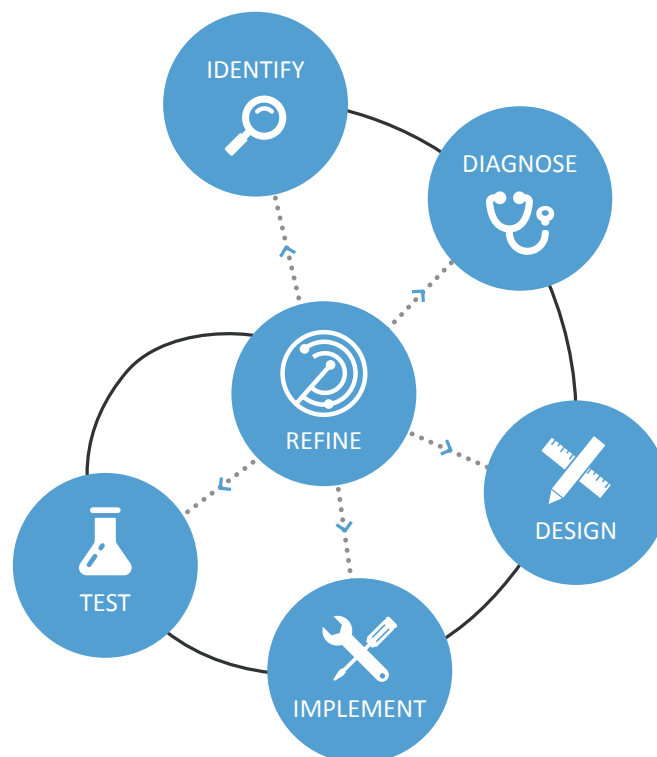 IDENTIFY
DIAGNOSE
REFINE
DESIGN
TEST
IMPLEMENT